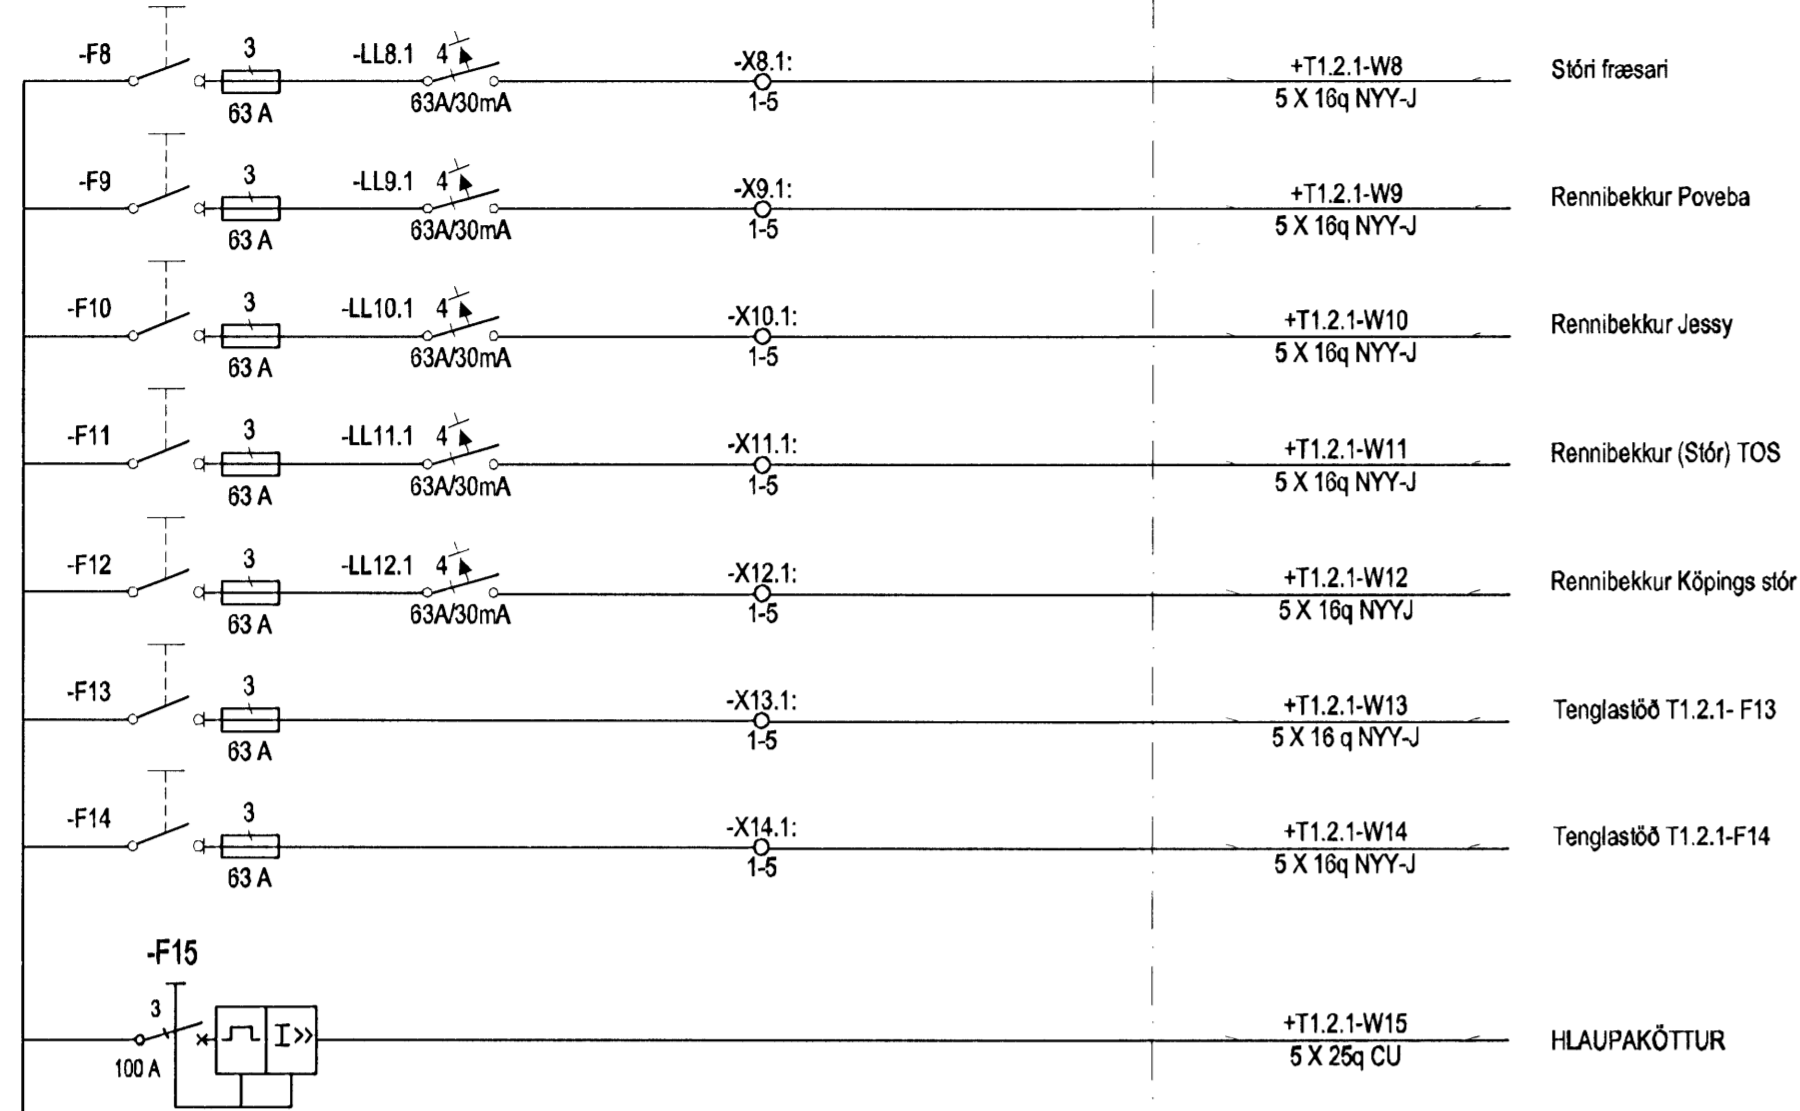 -F8 3 -LL8.1 4 -X8.1: +T1.2.1-W8 Stóri fræsari
63 A 63A/30mA 1-5 5 X 16q NYY-J
-F9 3 -LL9.1 4 -X9.1: +T1.2.1-W9 Rennibekkur Poveba
63 A 63A/30mA 1-5 5 X 16q NYY-J
-F10 3 -LL10.1 4 -X10.1: +T1.2.1-W10 Rennibekkur Jessy
63 A 63A/30mA 1-5 5 X 16q NYY-J
-F11 3 -LL11.1 4 -X11.1: +T1.2.1-W11 Rennibekkur (Stór) TOS
63 A 63A/30mA 1-5 5 X 16q NYY-J
-F12 3 -LL12.1 4 -X12.1: +T1.2.1-W12 Rennibekkur Köpings stór
63 A 63A/30mA 1-5 5 X 16q NYYJ
-F13 3 -X13.1: +T1.2.1-W13 Tenglastöð T1.2.1- F13
63 A 1-5 5 X 16 q NYY-J
-F14 3 -X14.1: +T1.2.1-W14 Tenglastöð T1.2.1-F14
63 A 1-5 5 X 16q NYY-J
-F15
3 I>> +T1.2.1-W15 HLAUPAKÖTTUR
100 A 5 X 25q CU